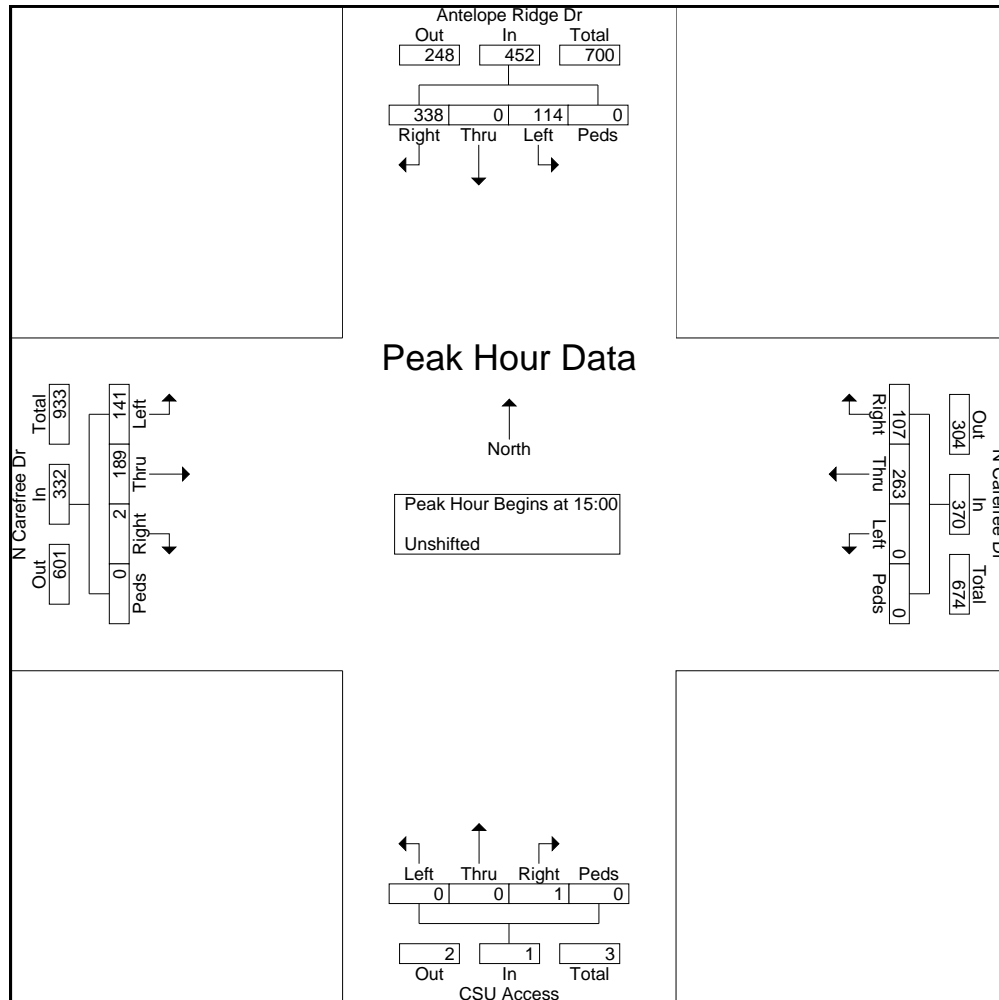 Antelope Ridge Dr
Out In Total
248 452 700
338 0 114 0
Right Thru Left Peds
Peak Hour Data
North
Peak Hour Begins at 15:00
Unshifted
N Carefree Dr
Total In Out
933 332 601
141 189 2 0
Left Thru Right Peds
Right Thru Left Peds
107 263 0 0
304 370 674
Out In Total
N Carefree Dr
Left Thru Right Peds
0 0 1 0
2 1 3
Out In Total
CSU Access